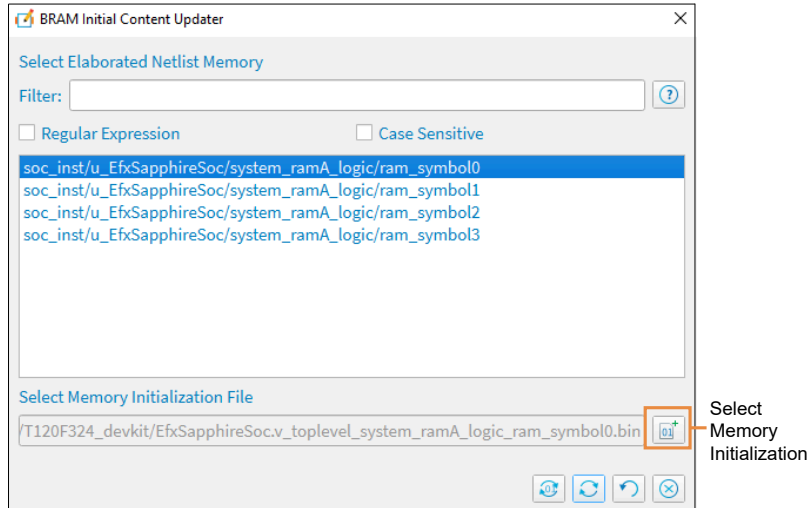 BRAM Initial Content Updater
Select Elaborated Netlist Memory
Filter:
Regular Expression
Case Sensitive
soc_inst/u_EfxSapphireSoc/system_ramA_logic/ram_symbol0
soc_inst/u_EfxSapphireSoc/system_ramA_logic/ram_symbol1
soc_inst/u_EfxSapphireSoc/system_ramA_logic/ram_symbol2
soc_inst/u_EfxSapphireSoc/system_ramA_logic/ram_symbol3
Select Memory Initialization File
/T120F324_devkit/EfxSapphireSoc.v_toplevel_system_ramA_logic_ram_symbol0.bin
01
Select
Memory
Initialization